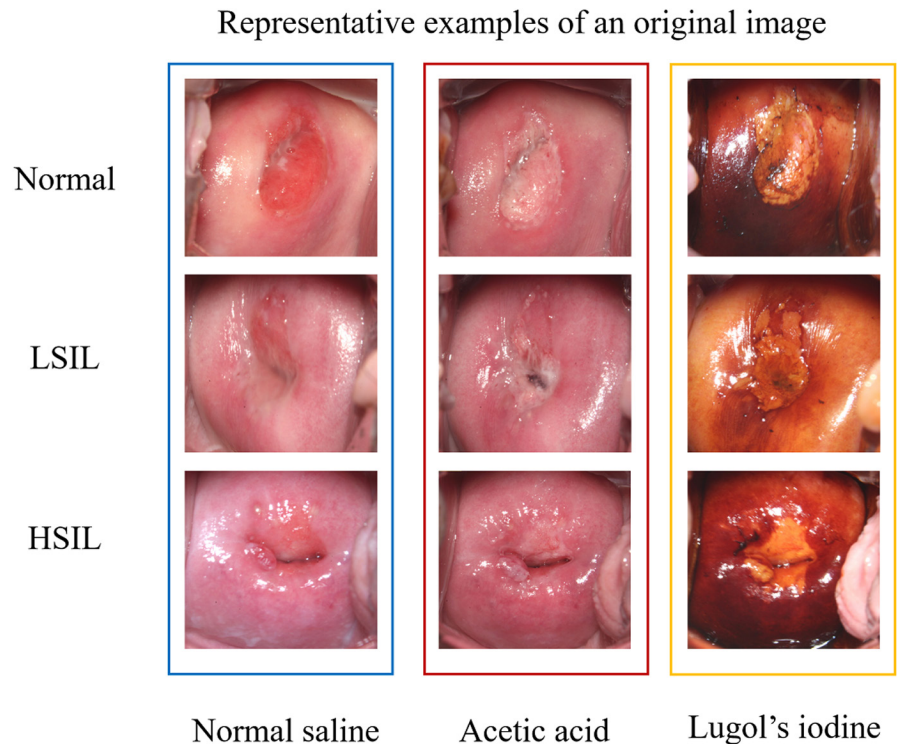 Representative examples of an original image
Normal
LSIL
HSIL
Normal saline
Acetic acid
Lugol’s iodine